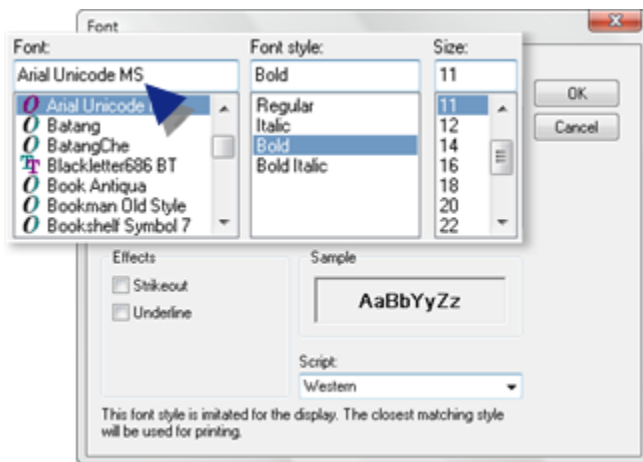 Font
Font:
Font style:
Size:
Arial Unicode MS
Bold
11
Arial Unicode
Batang
BatangChe
Blackletter686 BT
Book Antiqua
Bookman Old Style
Bookshelf Symbol 7
Regular
Italic
Bold
Bold Italic
11
12
14
16
18
20
22
OK
Cancel
Effects
Strikeout
Underline
Sample
AaBbYyZz
Script:
Western
This font style is imitated for the display. The closest matching style
will be used for printing.